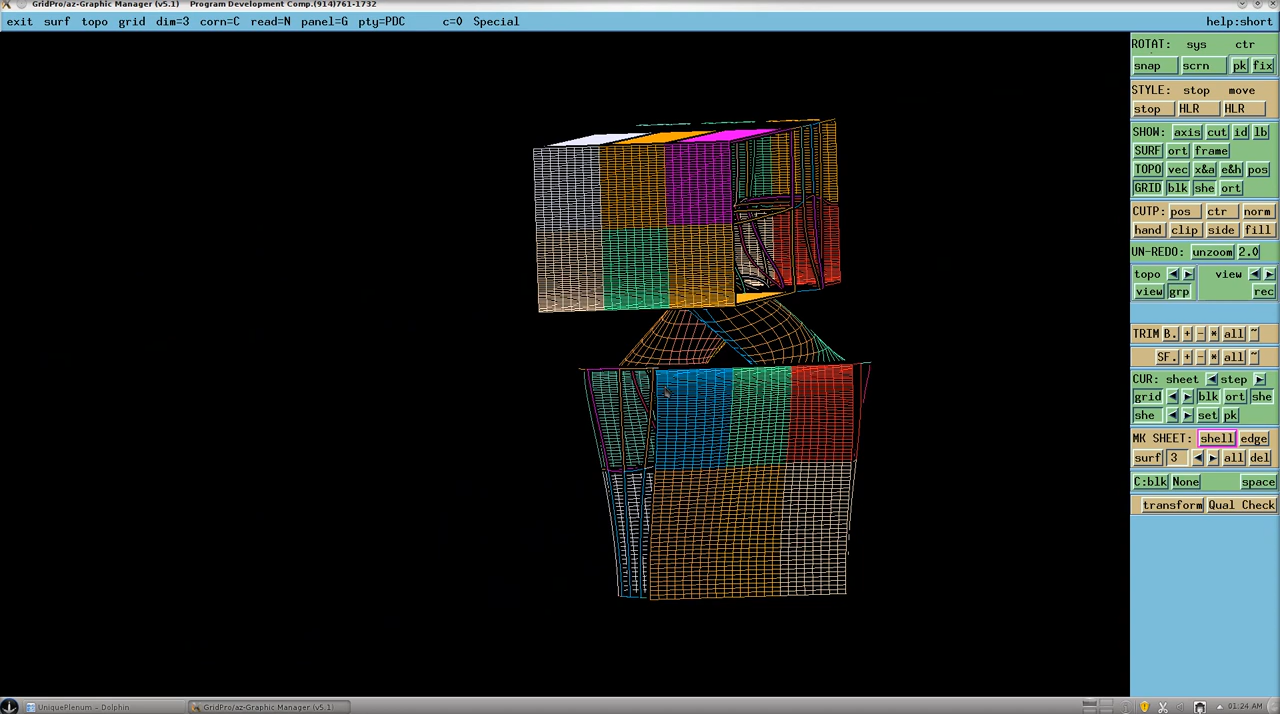 GridPro/az-Graphic Manager (v5.1)   Program Development Comp.(914)761-1732
exit surf topo grid dim=3 corn=C read=N panel=G pty=PDC c=0 Special help:short
ROTAT: sys ctr
snap scrn pk fix
STYLE: stop move
stop HLR HLR
SHOW: axis cut id lb
SURF ort frame
TOPO vec x&a e&h pos
GRID blk she ort
CUTP: pos ctr norm
hand clip side fill
UN-REDO: unzoom 2.0
topo view
view grp rec
TRIM B. + - * all ~
SF. + - * all ~
CUR: sheet step
grid blk ort she
she set pk
MK SHEET: shell edge
surf 3 all del
C:blk None space
transform Qual Check
UniquePlenum – Dolphin GridPro/az-Graphic Manager (v5.1) 01:24 AM